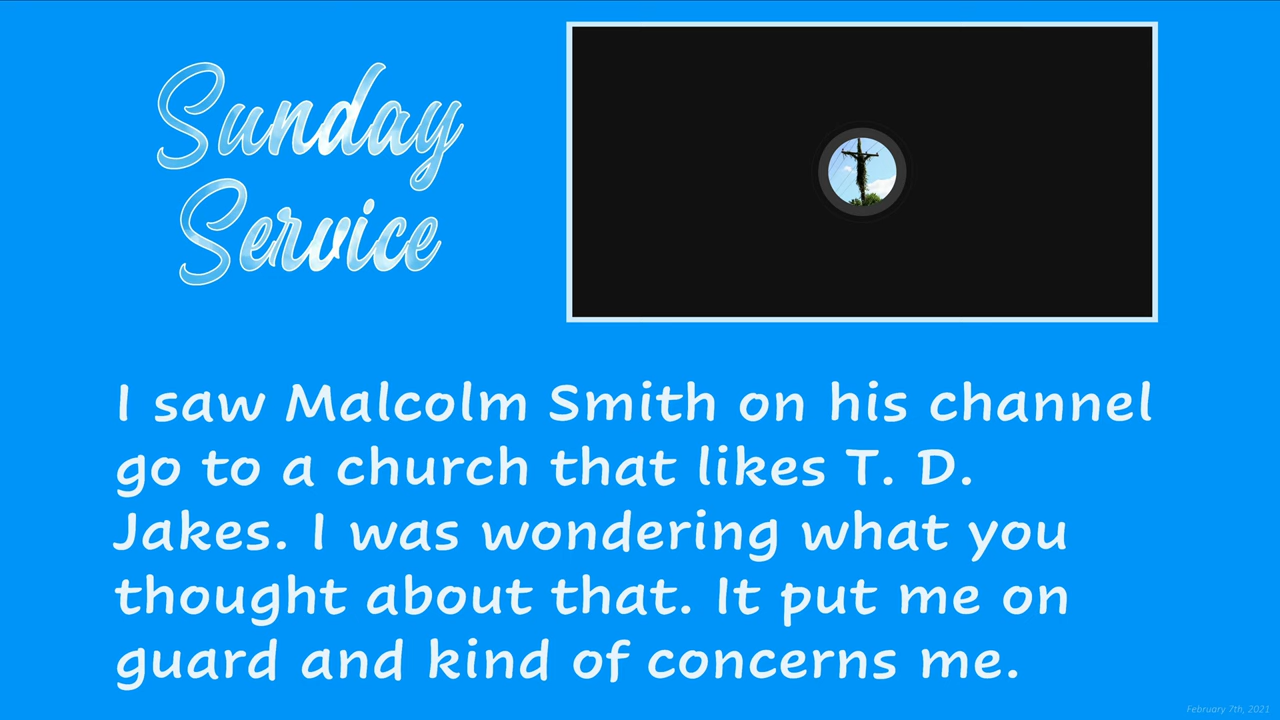 Sunday
Service
I saw Malcolm Smith on his channel
go to a church that likes T. D.
Jakes. I was wondering what you
thought about that. It put me on
guard and kind of concerns me.
February 7th, 2021